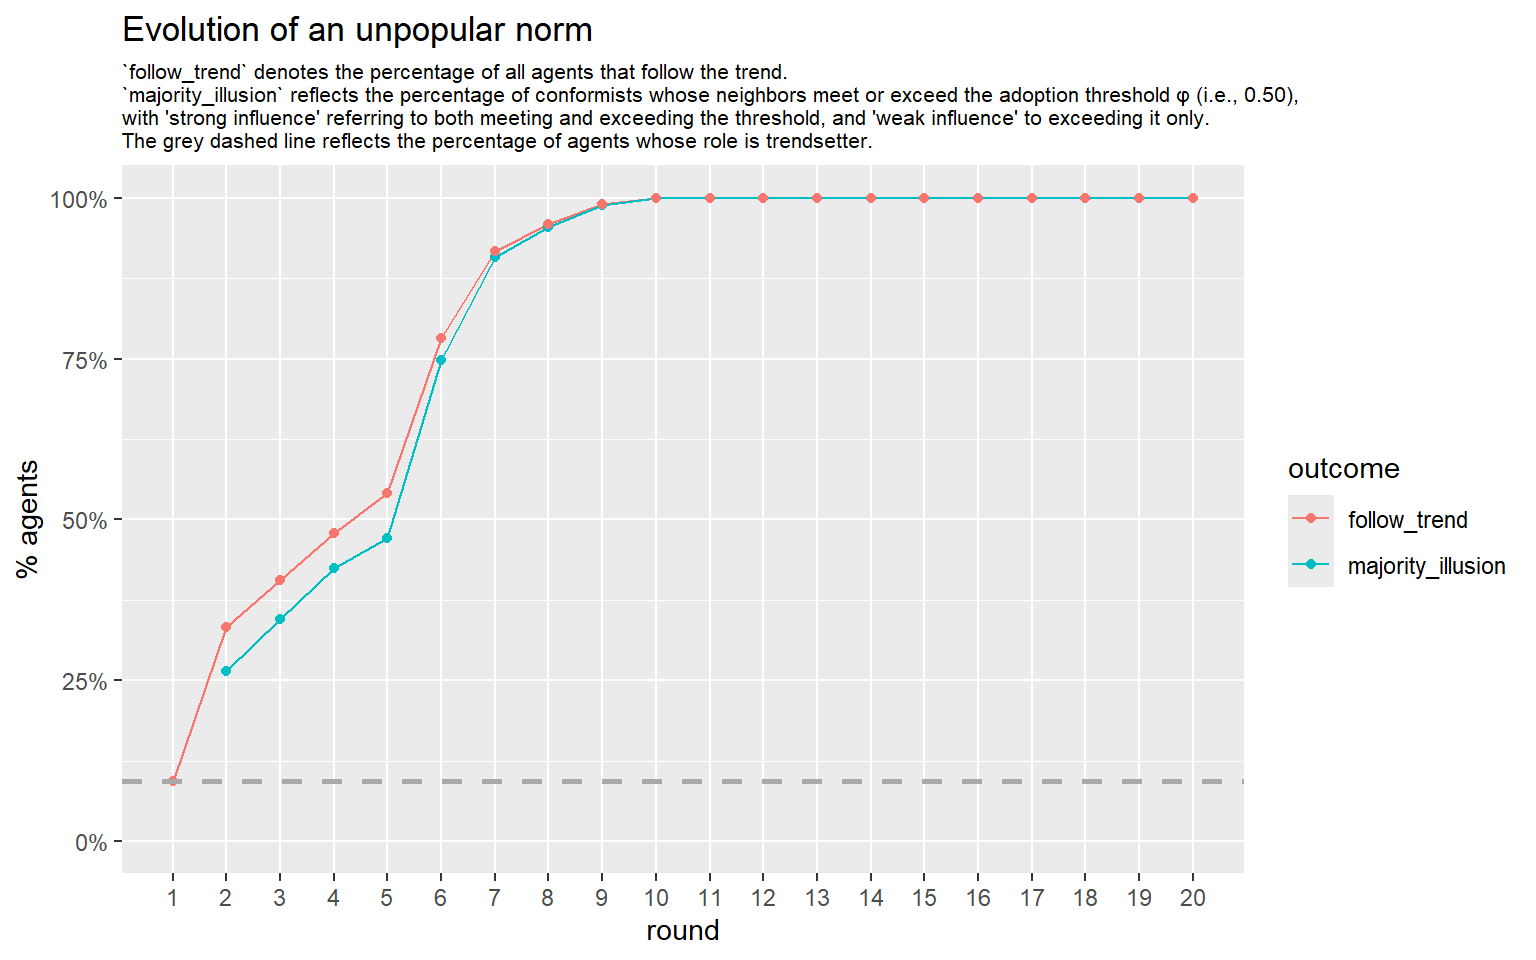 Evolution of an unpopular norm
`follow_trend` denotes the percentage of all agents that follow the trend.
`majority_illusion` reflects the percentage of conformists whose neighbors meet or exceed the adoption threshold φ (i.e., 0.50),
with 'strong influence' referring to both meeting and exceeding the threshold, and 'weak influence' to exceeding it only.
The grey dashed line reflects the percentage of agents whose role is trendsetter.
100%
75%
50%
25%
0%
% agents
1 2 3 4 5 6 7 8 9 10 11 12 13 14 15 16 17 18 19 20
round
outcome
follow_trend
majority_illusion